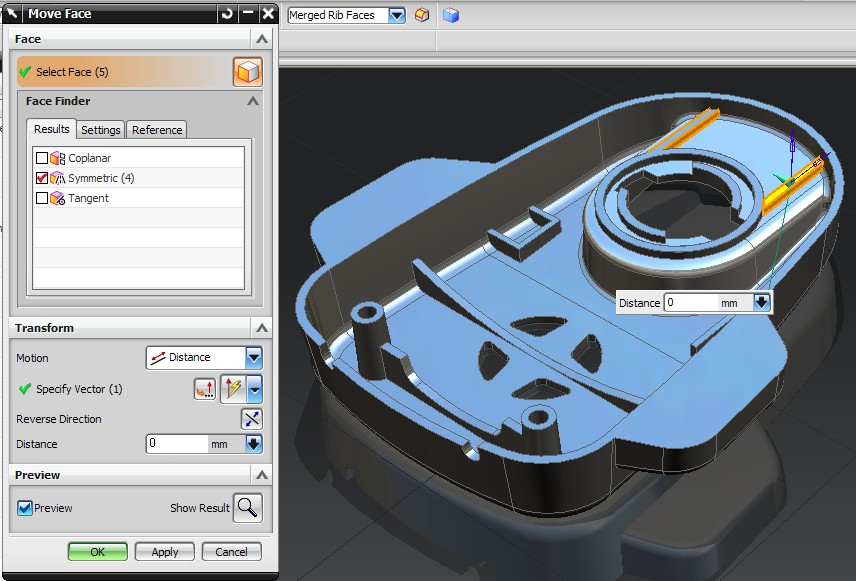 Move Face
Merged Rib Faces
Face
Select Face (5)
Face Finder
Results Settings Reference
Coplanar
Symmetric (4)
Tangent
Distance 0 mm
Transform
Motion Distance
Specify Vector (1)
Reverse Direction
Distance 0 mm
Preview
Preview Show Result
OK Apply Cancel